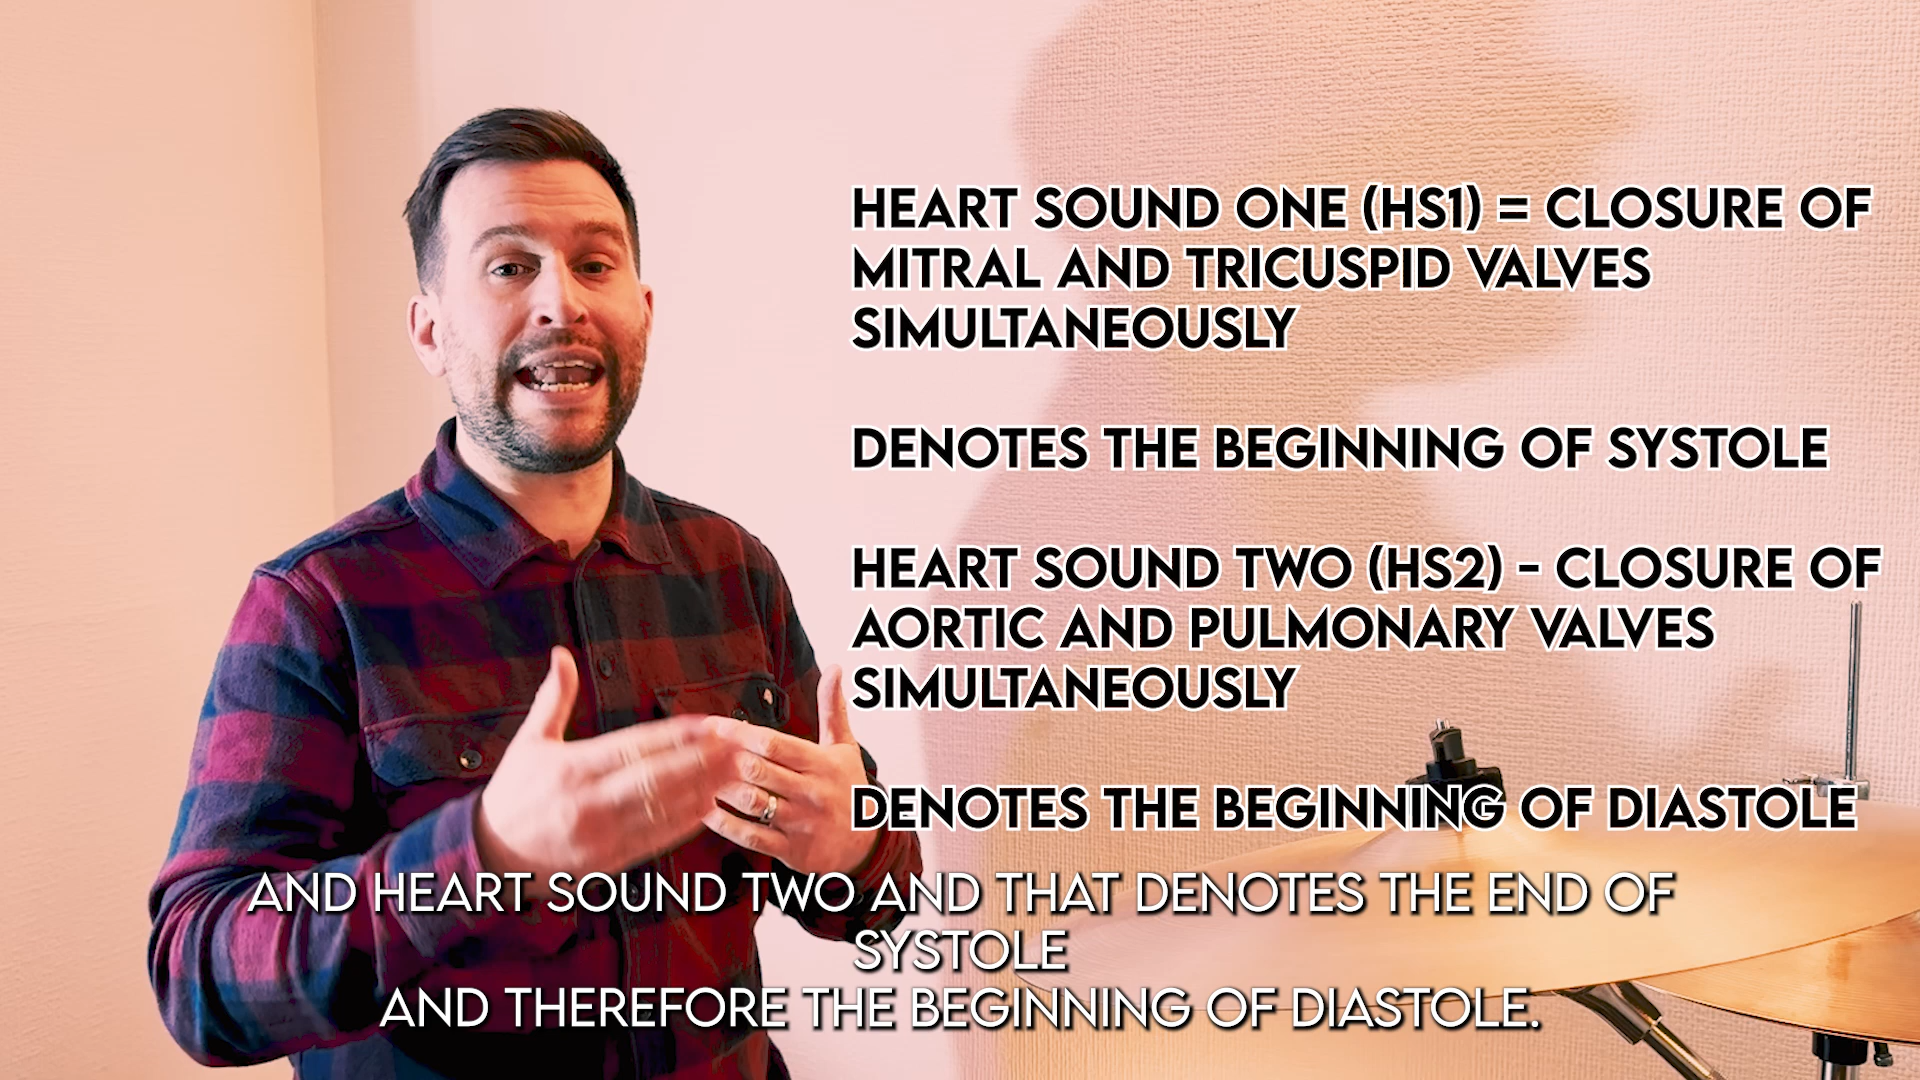 HEART SOUND ONE (HS1) = CLOSURE OF
MITRAL AND TRICUSPID VALVES
SIMULTANEOUSLY
DENOTES THE BEGINNING OF SYSTOLE
HEART SOUND TWO (HS2) - CLOSURE OF
AORTIC AND PULMONARY VALVES
SIMULTANEOUSLY
DENOTES THE BEGINNING OF DIASTOLE
AND HEART SOUND TWO AND THAT DENOTES THE END OF
SYSTOLE
AND THEREFORE THE BEGINNING OF DIASTOLE.